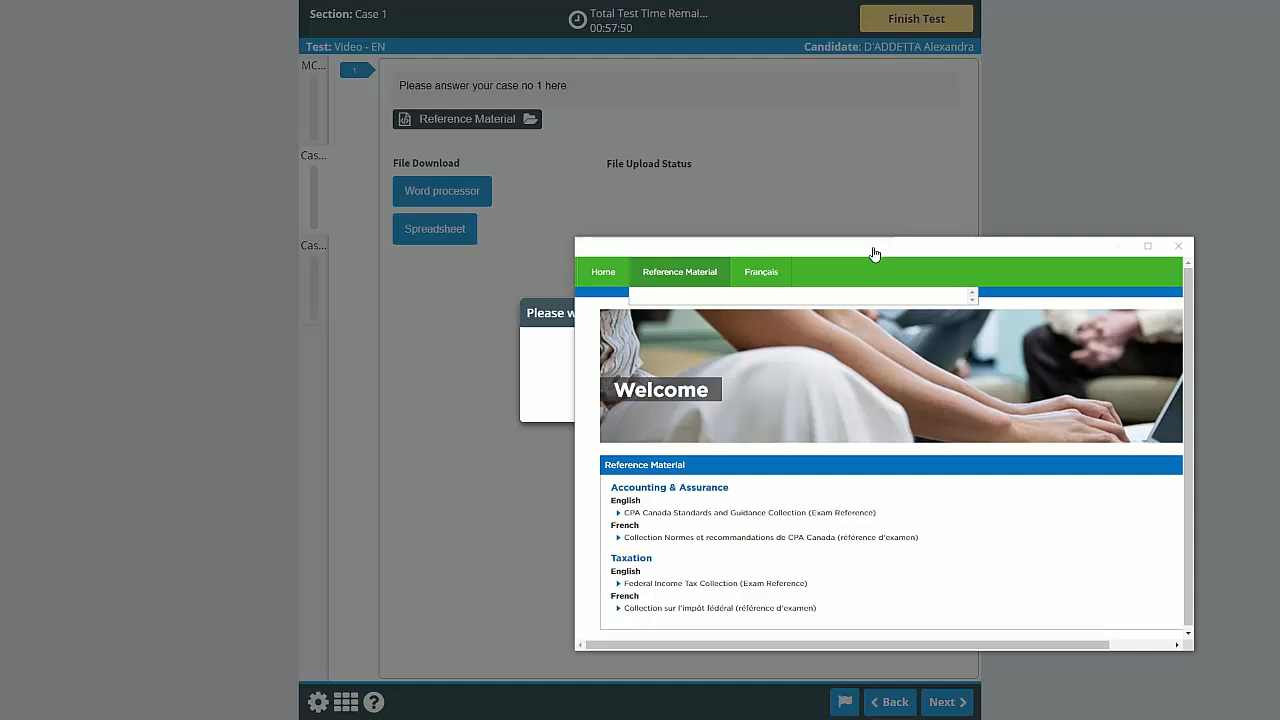 Section: Case 1
Total Test Time Remai...
00:57:50
Finish Test
Test: Video - EN
Candidate: D'ADDETTA Alexandra
MC...
1
Please answer your case no 1 here
Reference Material
Cas...
File Download
File Upload Status
Word processor
Spreadsheet
Cas...
Please w
Home
Reference Material
Français
Welcome
Reference Material
Accounting & Assurance
English
CPA Canada Standards and Guidance Collection (Exam Reference)
French
Collection Normes et recommandations de CPA Canada (référence d'examen)
Taxation
English
Federal Income Tax Collection (Exam Reference)
French
Collection sur l'impôt fédéral (référence d'examen)
Back
Next